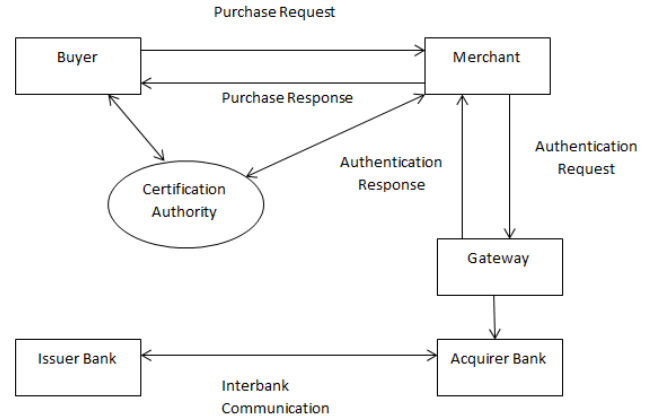 Purchase Request
Buyer
Merchant
Purchase Response
Certification
Authority
Authentication
Response
Authentication
Request
Gateway
Issuer Bank
Acquirer Bank
Interbank
Communication